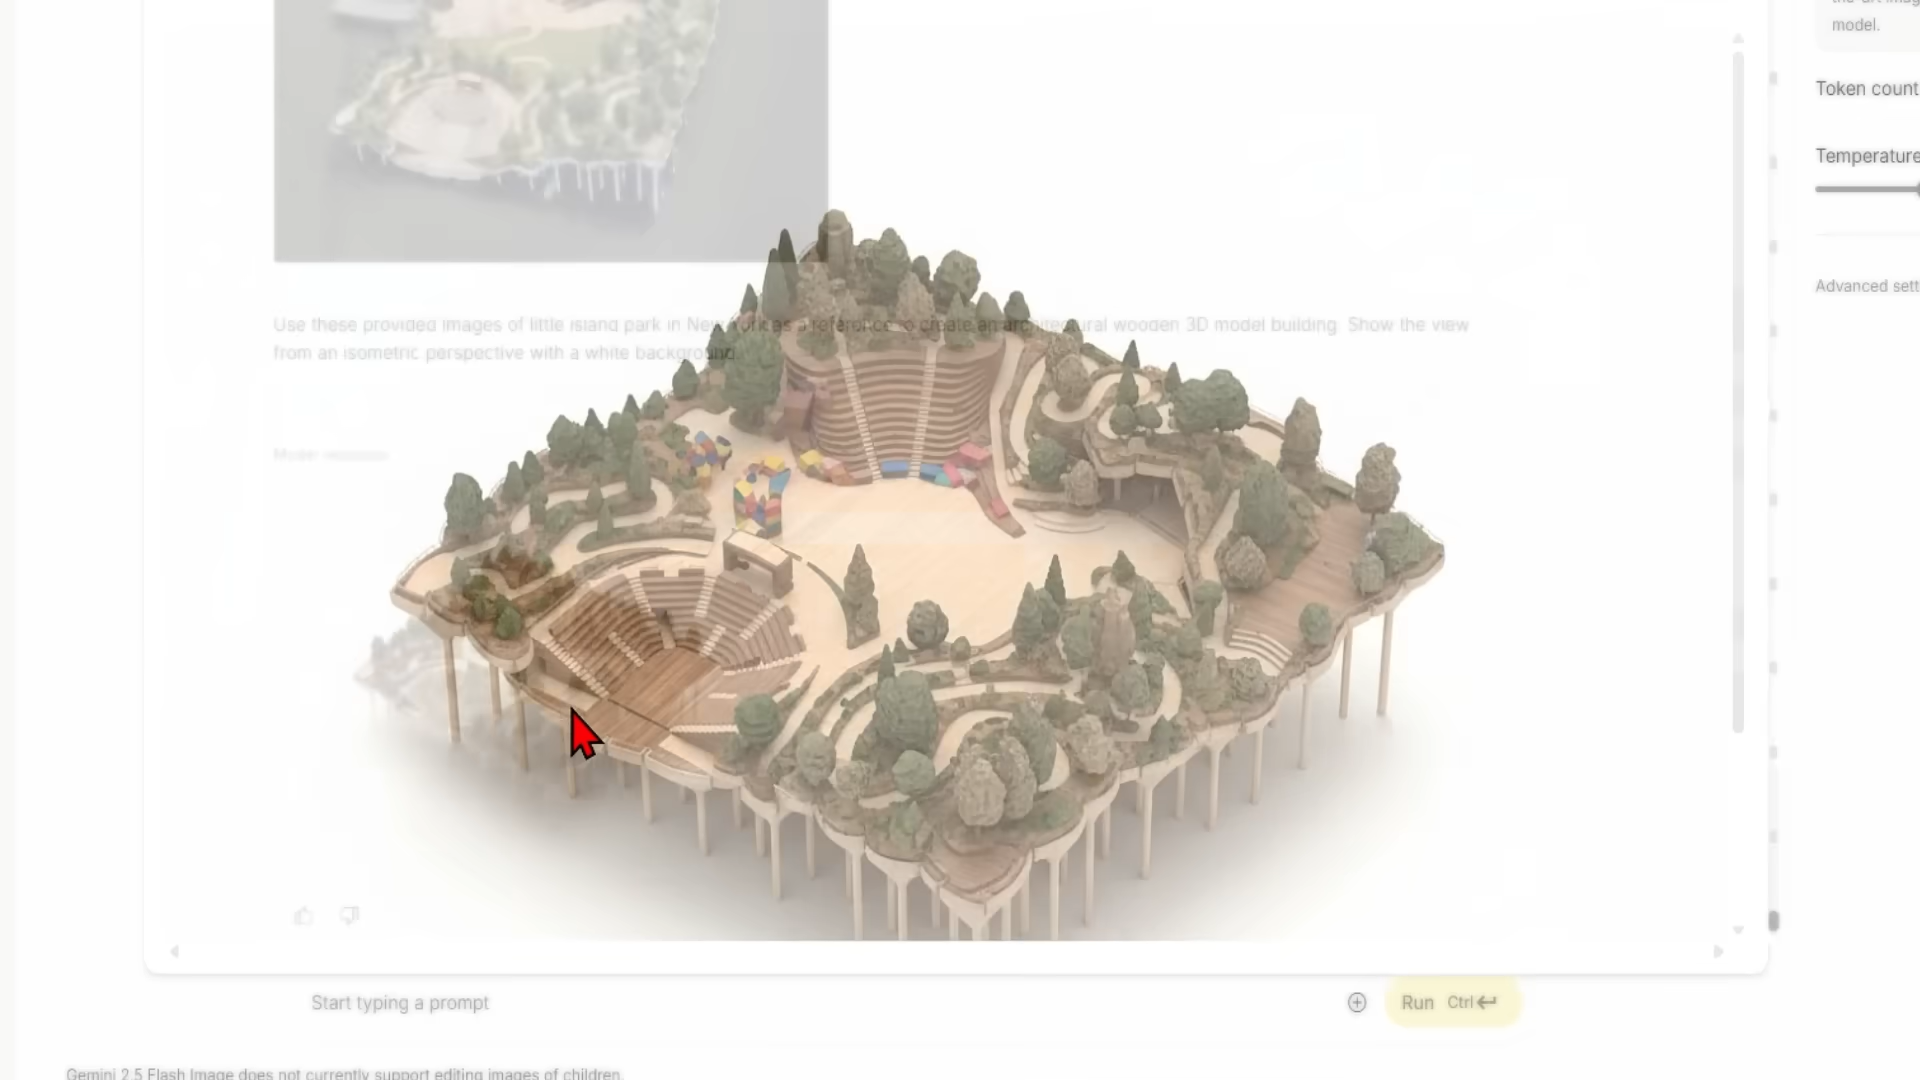 model.
Token count
Temperature
Use these provided images of little island park in New York as a reference to create an architectural wooden 3D model building. Show the view
from an isometric perspective with a white background.
Advanced sett
Model
Start typing a prompt
Run Ctrl
Gemini 2.5 Flash Image does not currently support editing images of children.